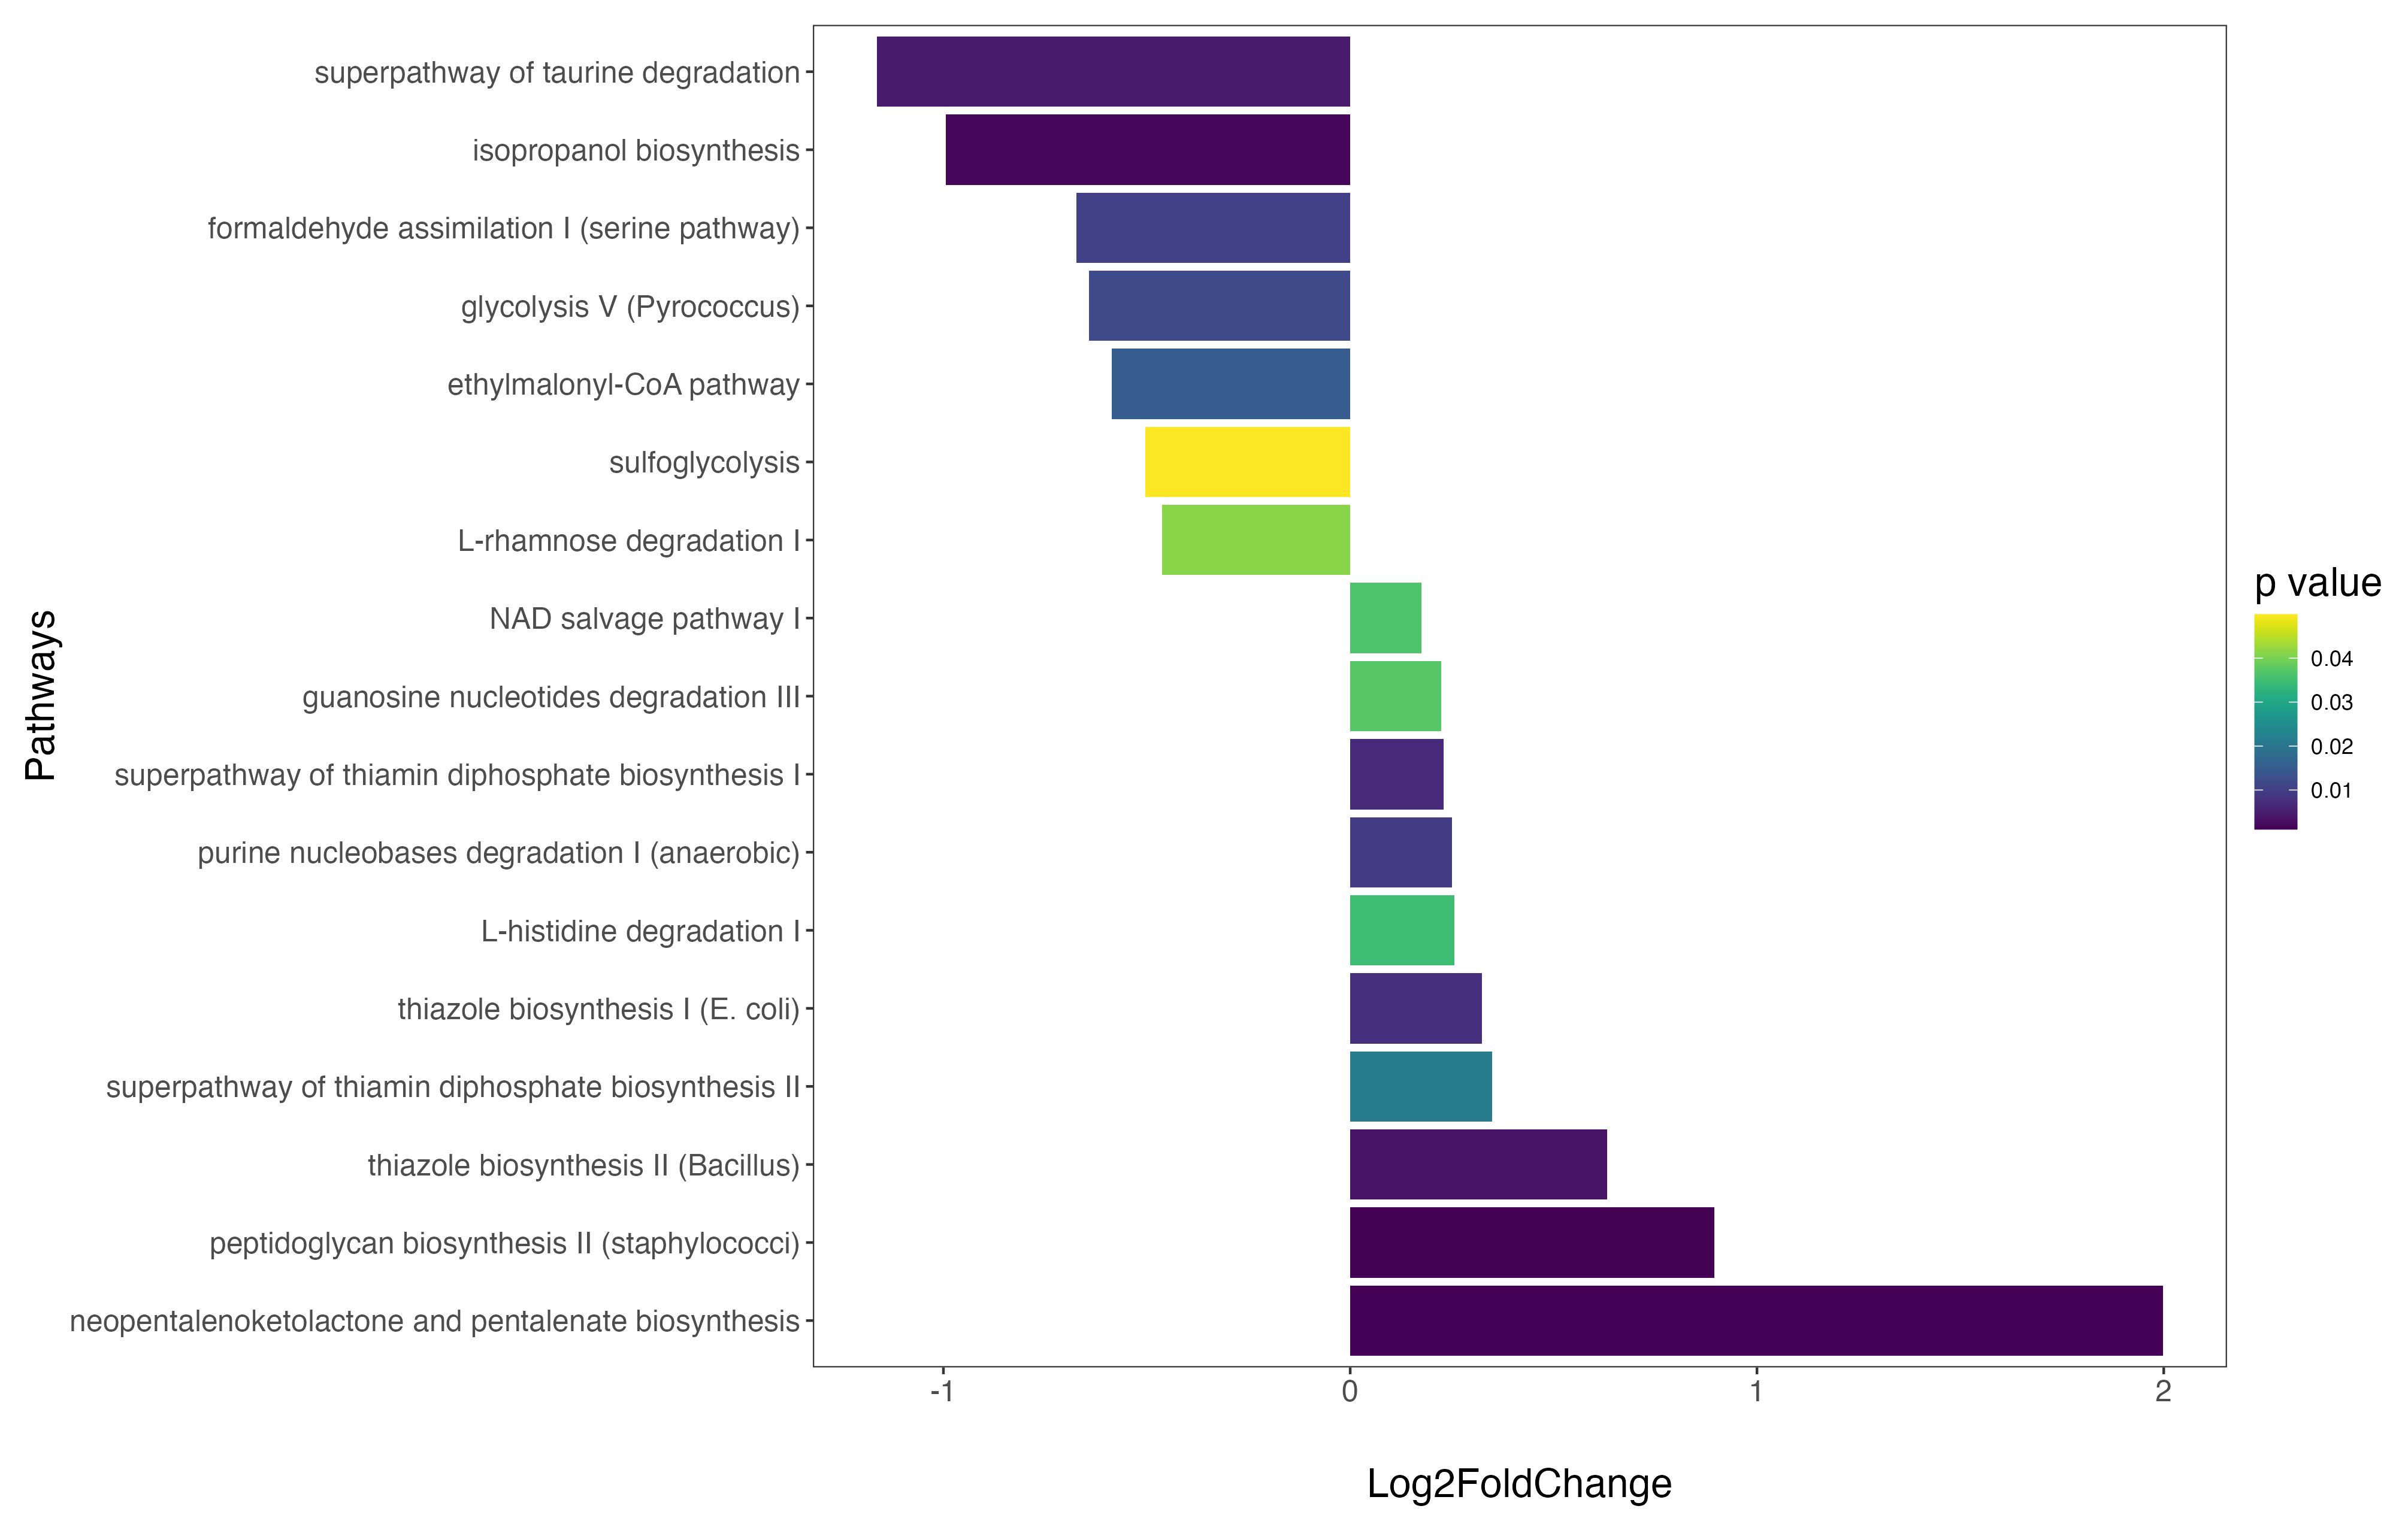 superpathway of taurine degradation
isopropanol biosynthesis
formaldehyde assimilation I (serine pathway)
glycolysis V (Pyrococcus)
ethylmalonyl-CoA pathway
sulfoglycolysis
L-rhamnose degradation I
NAD salvage pathway I
guanosine nucleotides degradation III
superpathway of thiamin diphosphate biosynthesis I
purine nucleobases degradation I (anaerobic)
L-histidine degradation I
thiazole biosynthesis I (E. coli)
superpathway of thiamin diphosphate biosynthesis II
thiazole biosynthesis II (Bacillus)
peptidoglycan biosynthesis II (staphylococci)
neopentalenoketolactone and pentalenate biosynthesis
Pathways
-1 0 1 2
Log2FoldChange
p value
0.04
0.03
0.02
0.01